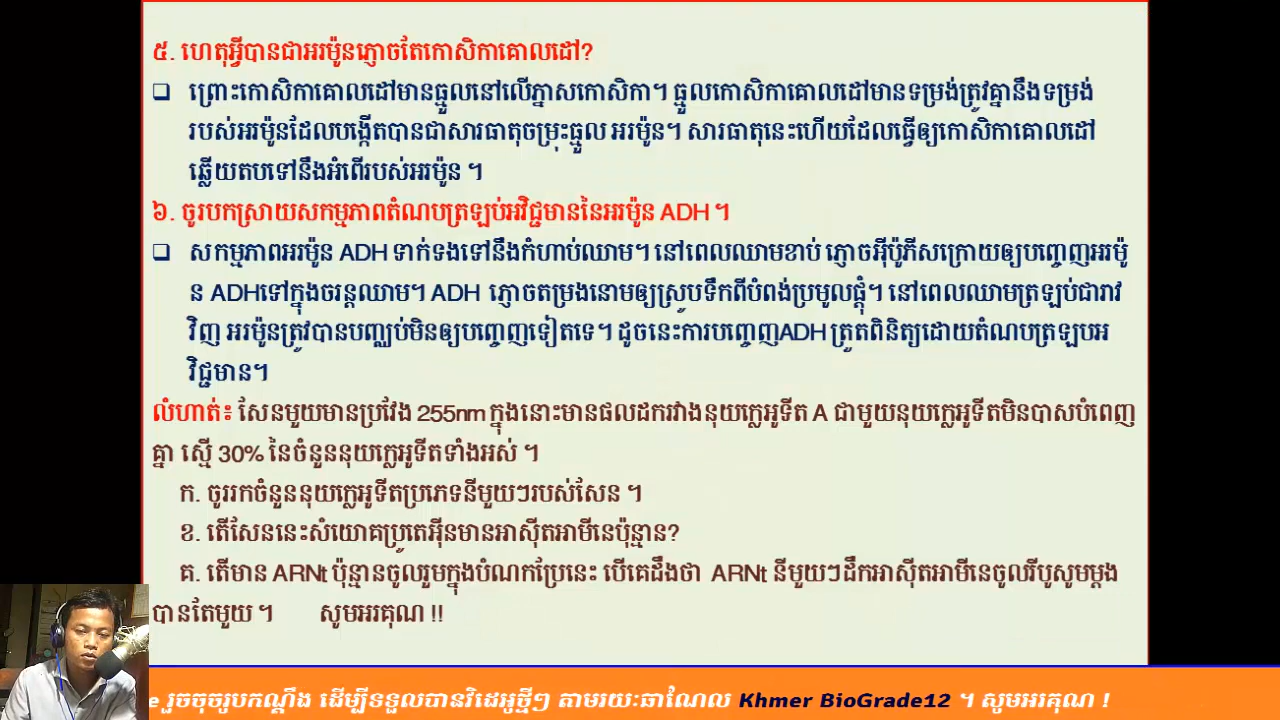 ៥. ហេតុអ្វីបានជាអរម៉ូនភ្ញោចតែកោសិកាគោលដៅ?
❑ ព្រោះកោសិកាគោលដៅមានធ្មួលនៅលើភ្នាសកោសិកា។ ធ្មួលកោសិកាគោលដៅមានទម្រង់ត្រូវគ្នានឹងទម្រង់
របស់អរម៉ូនដែលបង្កើតបានជាសារធាតុចម្រុះធ្មួល អរម៉ូន។ សារធាតុនេះហើយដែលធ្វើឲ្យកោសិកាគោលដៅ
ឆ្លើយតបទៅនឹងអំពើរបស់អរម៉ូន ។
៦. ចូរបកស្រាយសកម្មភាពតំណបត្រឡប់អវិជ្ជមាននៃអរម៉ូន ADH ។
❑ សកម្មភាពអរម៉ូន ADH ទាក់ទងទៅនឹងកំហាប់ឈាម។ នៅពេលឈាមខាប់ ភ្ញោចអ៊ីប៉ូភីសក្រោយឲ្យបញ្ចេញអរម៉ូ
ន ADHទៅក្នុងចរន្តឈាម។ ADH ភ្ញោចតម្រងនោមឲ្យស្រូបទឹកពីបំពង់ប្រមូលផ្តុំ។ នៅពេលឈាមត្រឡប់ជារាវ
វិញ អរម៉ូនត្រូវបានបញ្ឈប់មិនឲ្យបញ្ចេញទៀតទេ។ ដូចនេះការបញ្ចេញADH ត្រួតពិនិត្យដោយតំណបត្រឡបអ
វិជ្ជមាន។
លំហាត់៖ សែនមួយមានប្រវែង 255nm ក្នុងនោះមានផលដករវាងនុយក្លេអូទីត A ជាមួយនុយក្លេអូទីតមិនបាសបំពេញ
គ្នា ស្មើ 30% នៃចំនួននុយក្លេអូទីតទាំងអស់ ។
ក. ចូររកចំនួននុយក្លេអូទីតប្រភេទនីមួយៗរបស់សែន ។
ខ. តើសែននេះសំយោគប្រូតេអ៊ីនមានអាស៊ីតអាមីនេប៉ុន្មាន?
គ. តើមាន ARNt ប៉ុន្មានចូលរួមក្នុងបំណកប្រែនេះ បើគេដឹងថា ARNt នីមួយៗដឹកអាស៊ីតអាមីនេចូលរីបូសូមម្តង
បានតែមួយ ។ សូមអរគុណ !!
e រួចចុចរូបកណ្តឹង ដើម្បីទទួលបានវិដេអូថ្មីៗ តាមរយៈឆាណែល Khmer BioGrade12 ។ សូមអរគុណ !